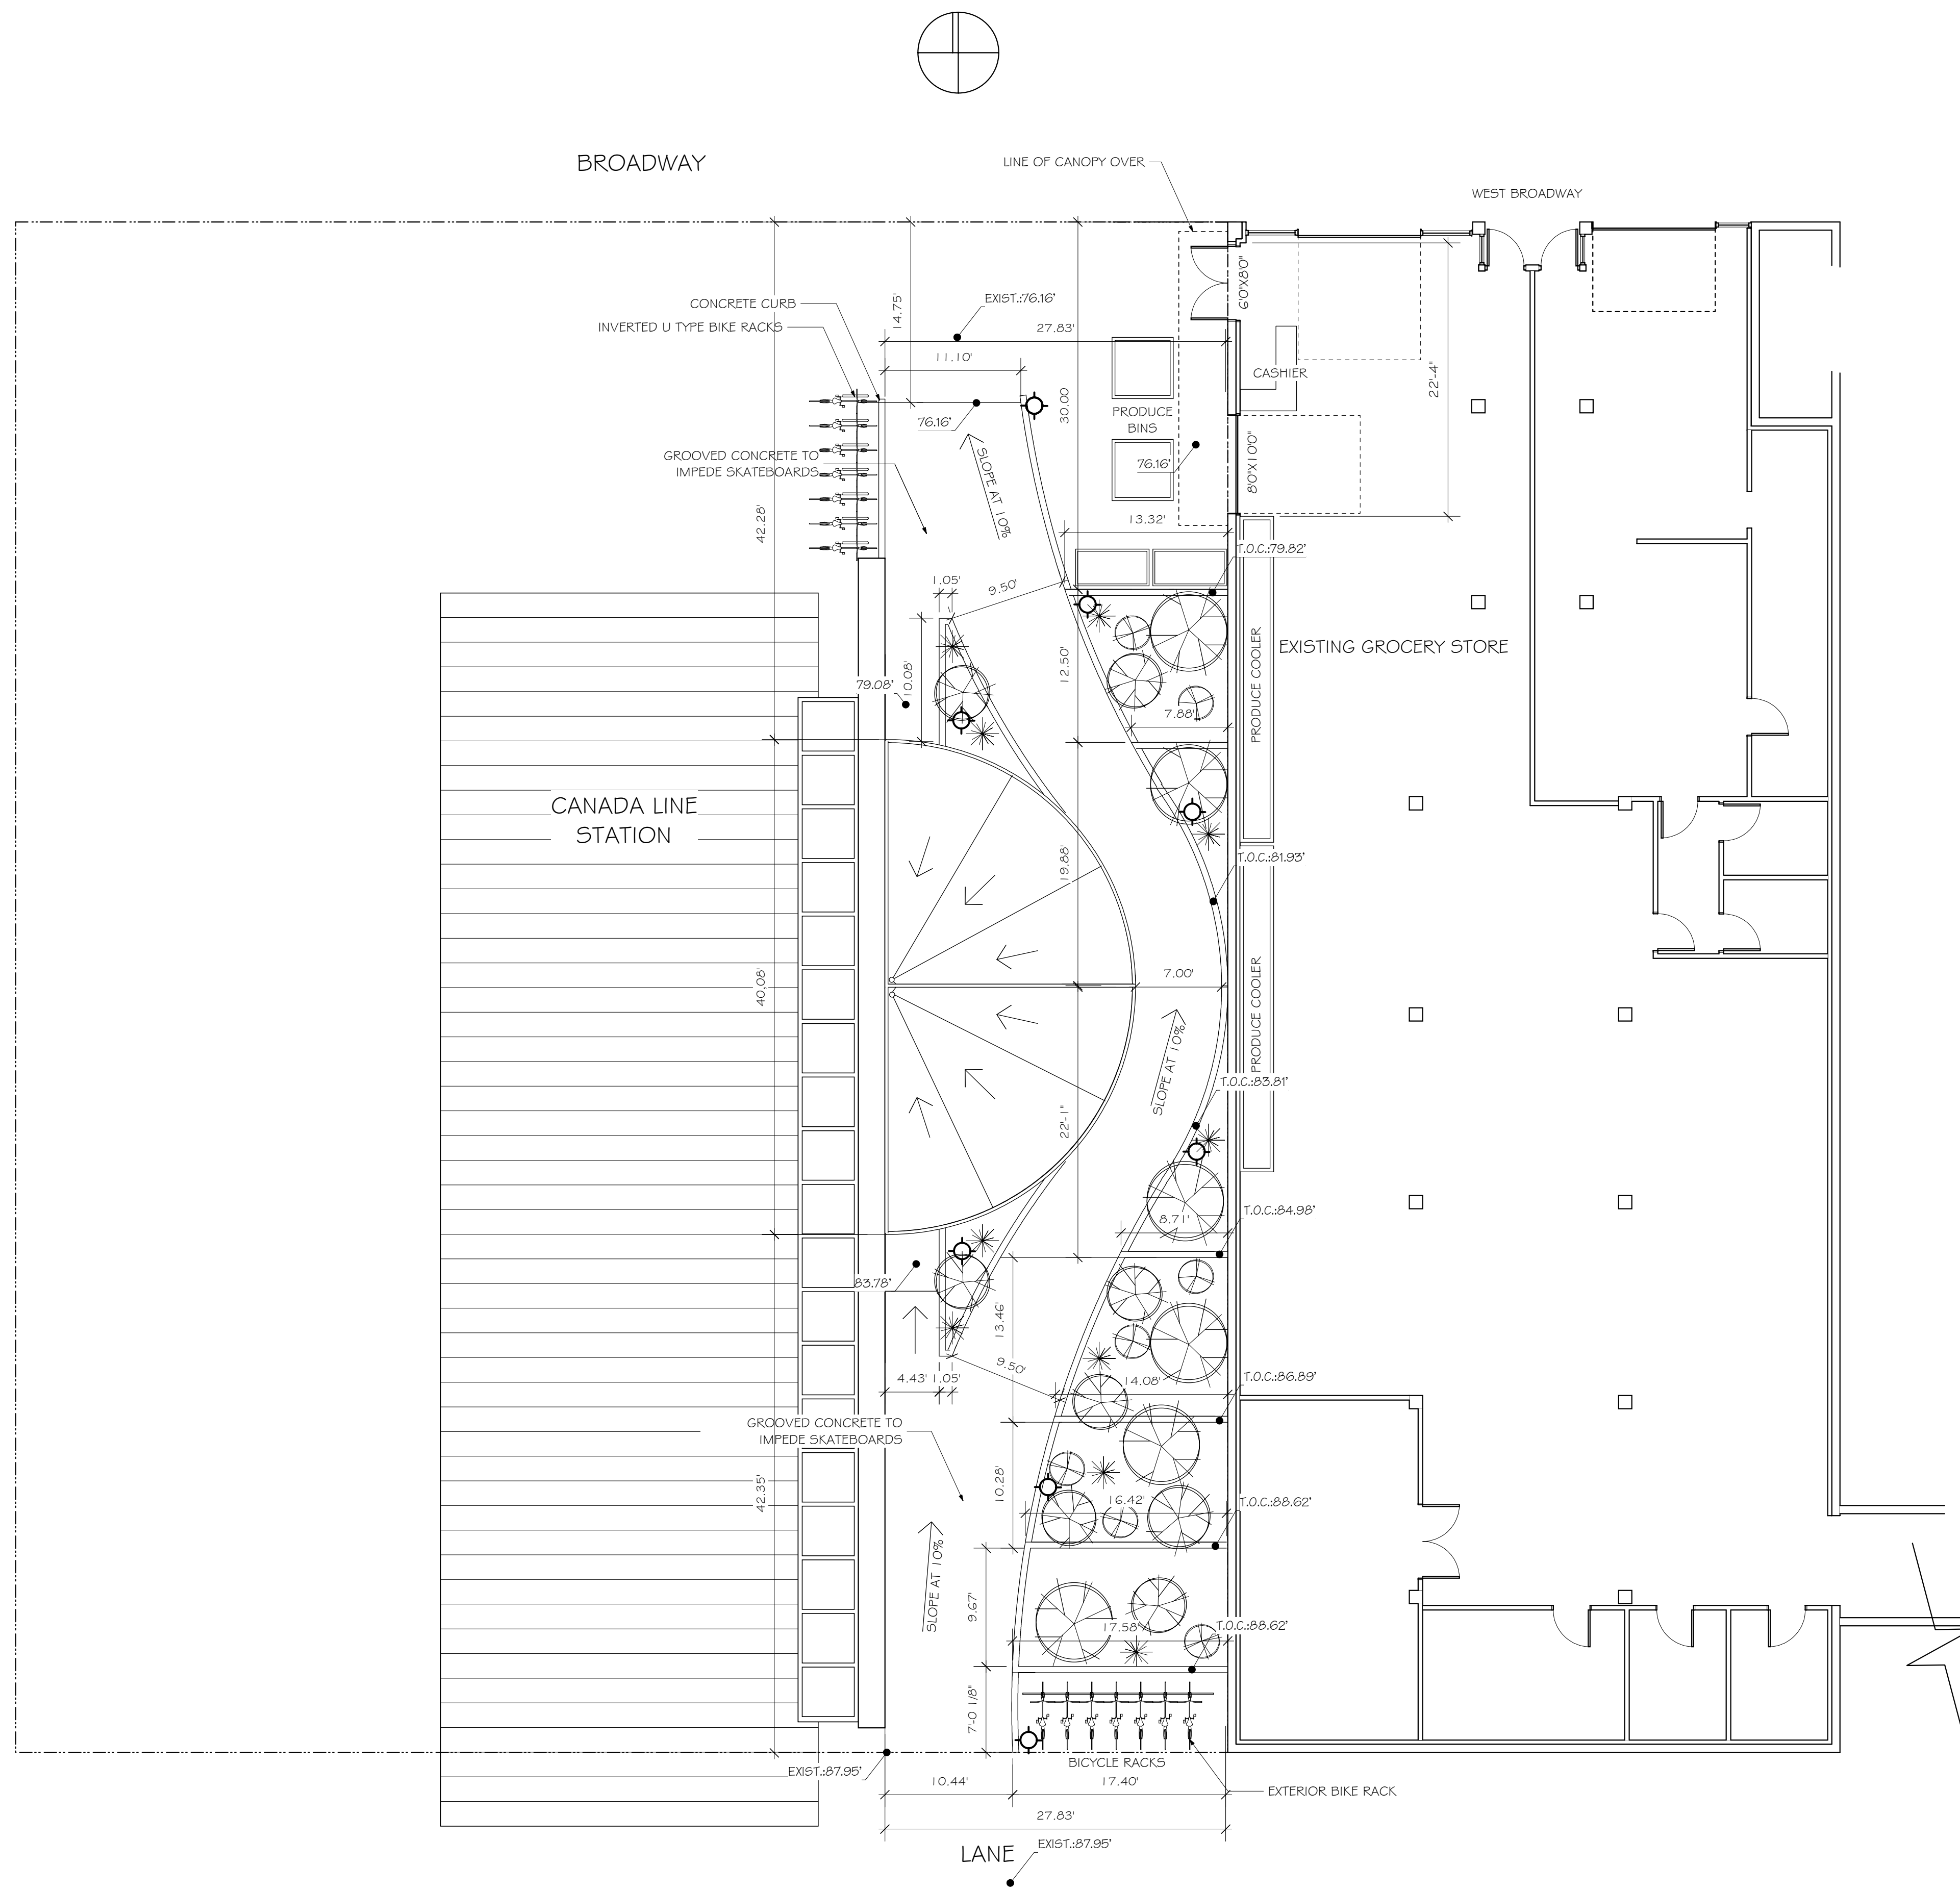 BROADWAY
LINE OF CANOPY OVER
WEST BROADWAY
CONCRETE CURB
INVERTED U TYPE BIKE RACKS
14.75'
EXIST.:76.16'
27.83'
11.10'
6'0"X8'0"
CASHIER
22'-4"
30.00
PRODUCE
BINS
76.16'
76.16'
GROOVED CONCRETE TO
IMPEDE SKATEBOARDS
SLOPE AT 10%
8'0"X10'0"
42.28'
13.32'
T.O.C.:79.82'
1.05'
9.50'
EXISTING GROCERY STORE
PRODUCE COOLER
79.08'
10.08'
12.50'
7.88'
CANADA LINE
STATION
19.88'
T.O.C.:81.93'
40.08'
7.00'
PRODUCE COOLER
SLOPE AT 10%
T.O.C.:83.81'
22'-1"
8.71'
T.O.C.:84.98'
83.78'
13.46'
9.50'
4.43'
1.05'
14.08'
T.O.C.:86.89'
GROOVED CONCRETE TO
IMPEDE SKATEBOARDS
42.35'
10.28'
16.42'
T.O.C.:88.62'
SLOPE AT 10%
9.67'
17.58'
T.O.C.:88.62'
7'-0 1/8"
BICYCLE RACKS
EXIST.:87.95'
10.44'
17.40'
EXTERIOR BIKE RACK
27.83'
LANE
EXIST.:87.95'